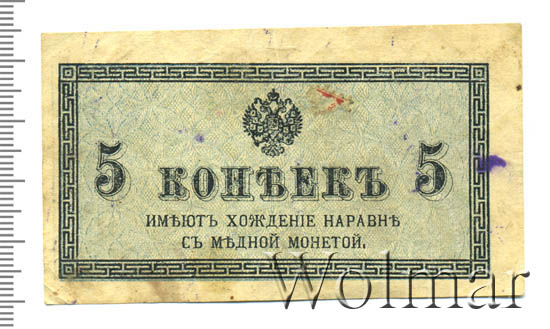 5 КОПѢЕКЪ 5
ИМѢЮТЪ ХОЖДЕНІЕ НАРАВНѢ
СЪ МѢДНОЙ МОНЕТОЙ.
Wolmar